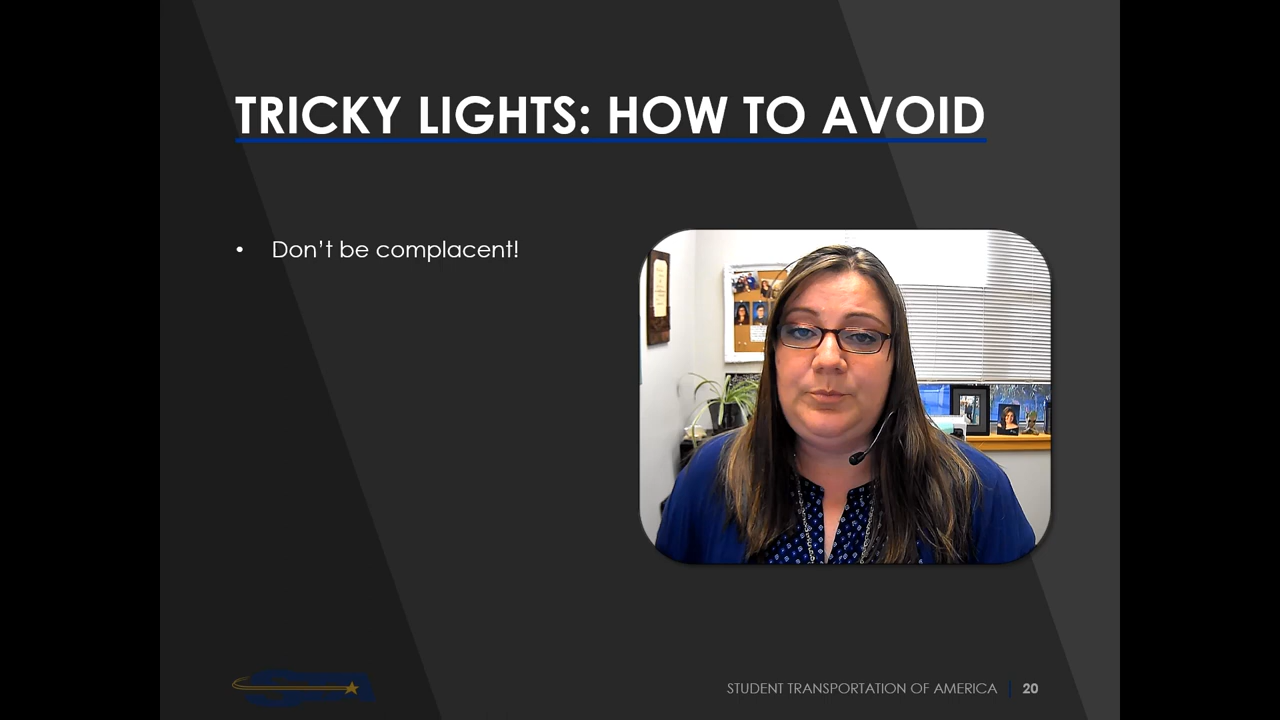 TRICKY LIGHTS: HOW TO AVOID
• Don't be complacent!
STUDENT TRANSPORTATION OF AMERICA | 20